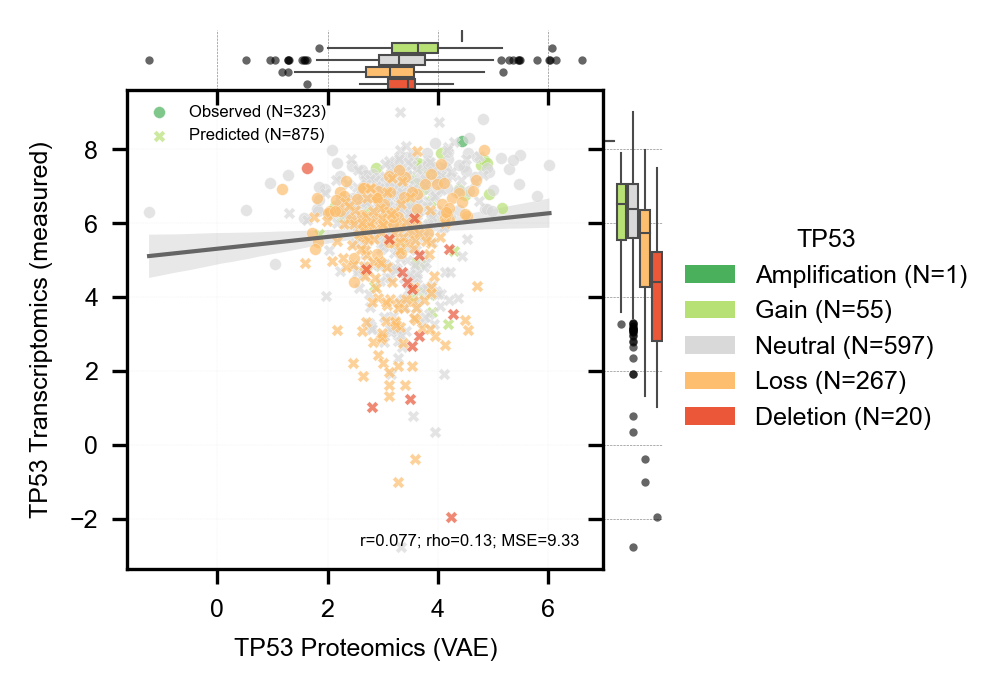 Observed (N=323)
Predicted (N=875)
8
6
4
2
0
−2
TP53 Transcriptomics (measured)
r=0.077; rho=0.13; MSE=9.33
0 2 4 6
TP53 Proteomics (VAE)
TP53
Amplification (N=1)
Gain (N=55)
Neutral (N=597)
Loss (N=267)
Deletion (N=20)